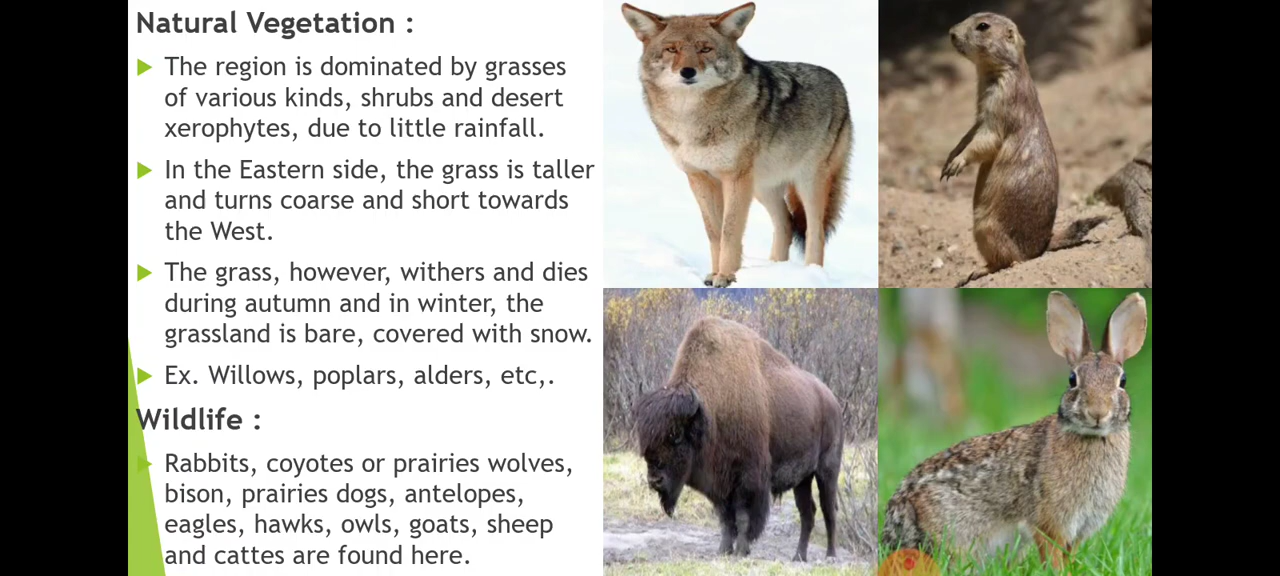 Natural Vegetation :
The region is dominated by grasses
of various kinds, shrubs and desert
xerophytes, due to little rainfall.
In the Eastern side, the grass is taller
and turns coarse and short towards
the West.
The grass, however, withers and dies
during autumn and in winter, the
grassland is bare, covered with snow.
Ex. Willows, poplars, alders, etc,.
Wildlife :
Rabbits, coyotes or prairies wolves,
bison, prairies dogs, antelopes,
eagles, hawks, owls, goats, sheep
and cattes are found here.